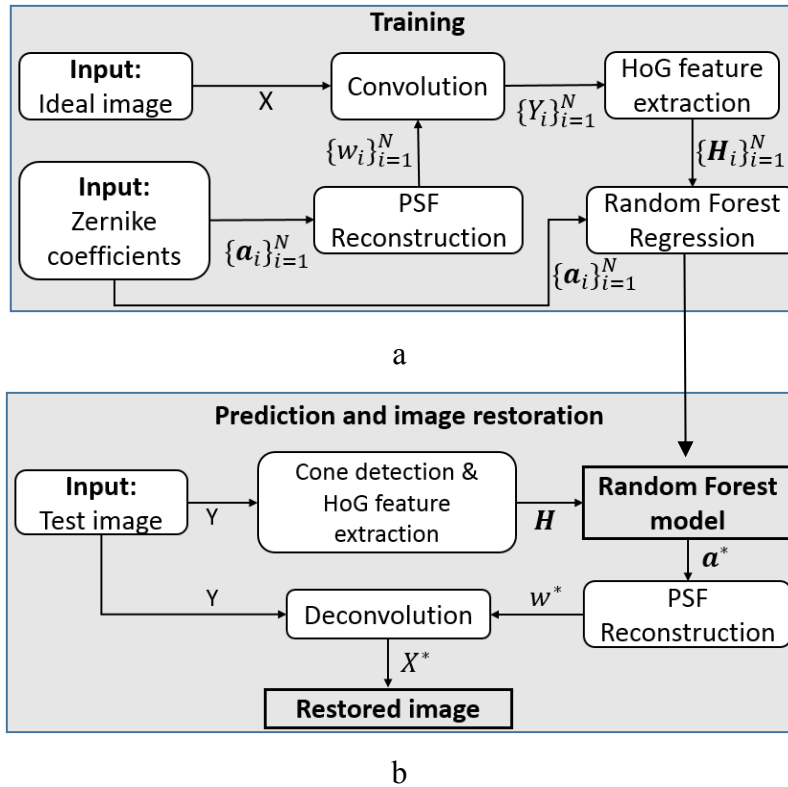 Training
Input:
Ideal image
X
Convolution
{Y_i}_{i=1}^N
HoG feature
extraction
{w_i}_{i=1}^N
{𝑯_i}_{i=1}^N
Input:
Zernike
coefficients
{𝒂_i}_{i=1}^N
PSF
Reconstruction
Random Forest
Regression
{𝒂_i}_{i=1}^N
a
Prediction and image restoration
Input:
Test image
Y
Cone detection &
HoG feature
extraction
𝑯
Random Forest
model
𝒂*
Y
Deconvolution
w*
PSF
Reconstruction
X*
Restored image
b